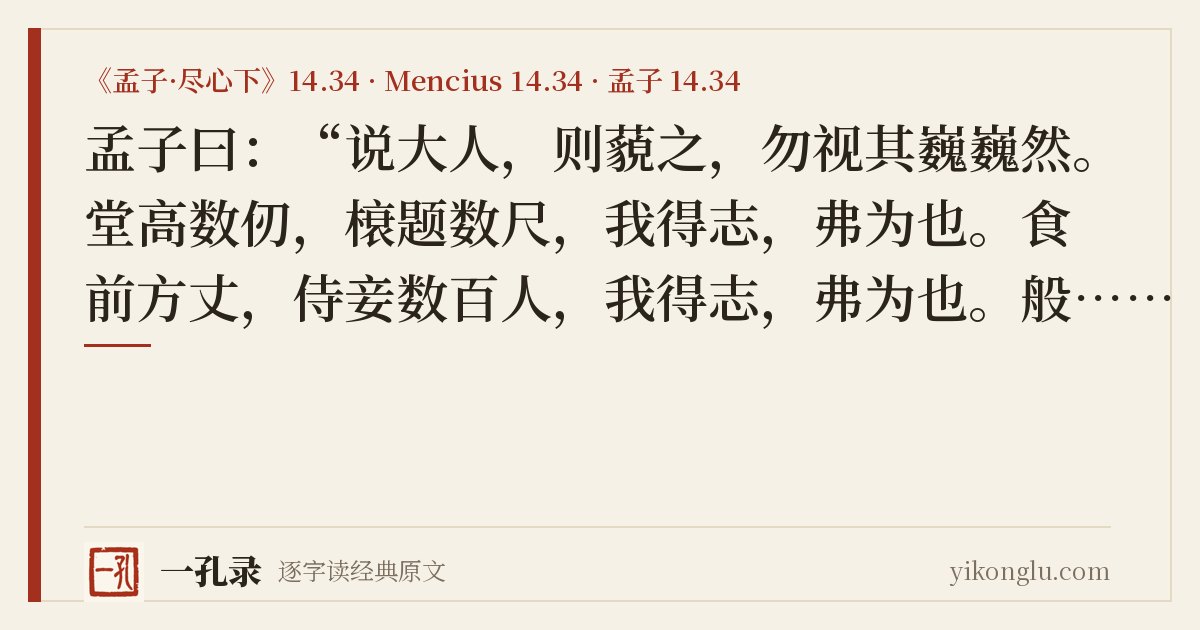 《孟子·尽心下》14.34 · Mencius 14.34 · 孟子 14.34
孟子曰：“说大人，则藐之，勿视其巍巍然。
堂高数仞，榱题数尺，我得志，弗为也。食
前方丈，侍妾数百人，我得志，弗为也。般……
一孔
一孔录 逐字读经典原文 yikonglu.com